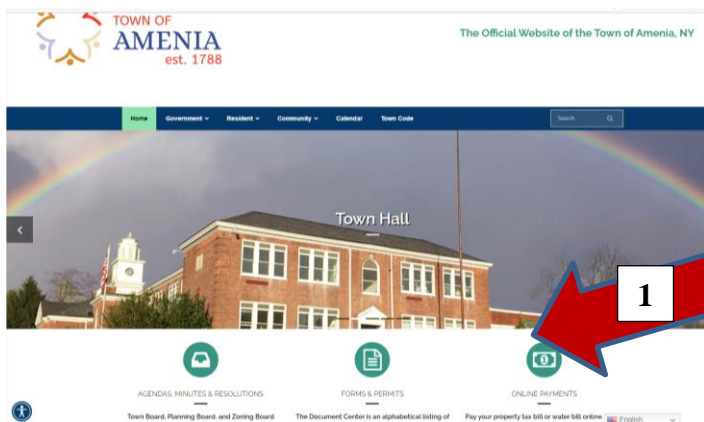 TOWN OF
AMENIA
est. 1788
The Official Website of the Town of Amenia, NY
Home Government Resident Community Calendar Town Code Search
Town Hall
1
AGENDAS, MINUTES & RESOLUTIONS FORMS & PERMITS ONLINE PAYMENTS
Town Board, Planning Board, and Zoning Board The Document Center is an alphabetical listing of Pay your property tax bill or water bill online
English